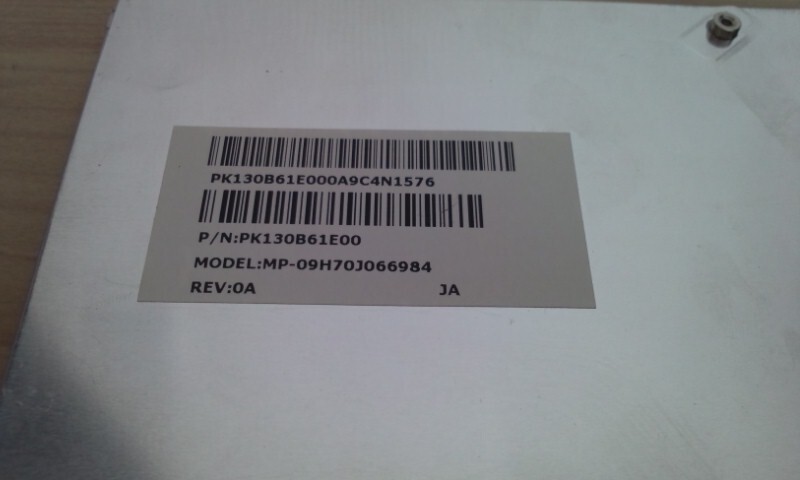 PK130B61E000A9C4N1576
P/N:PK130B61E00
MODEL:MP-09H70J066984
REV:0A JA